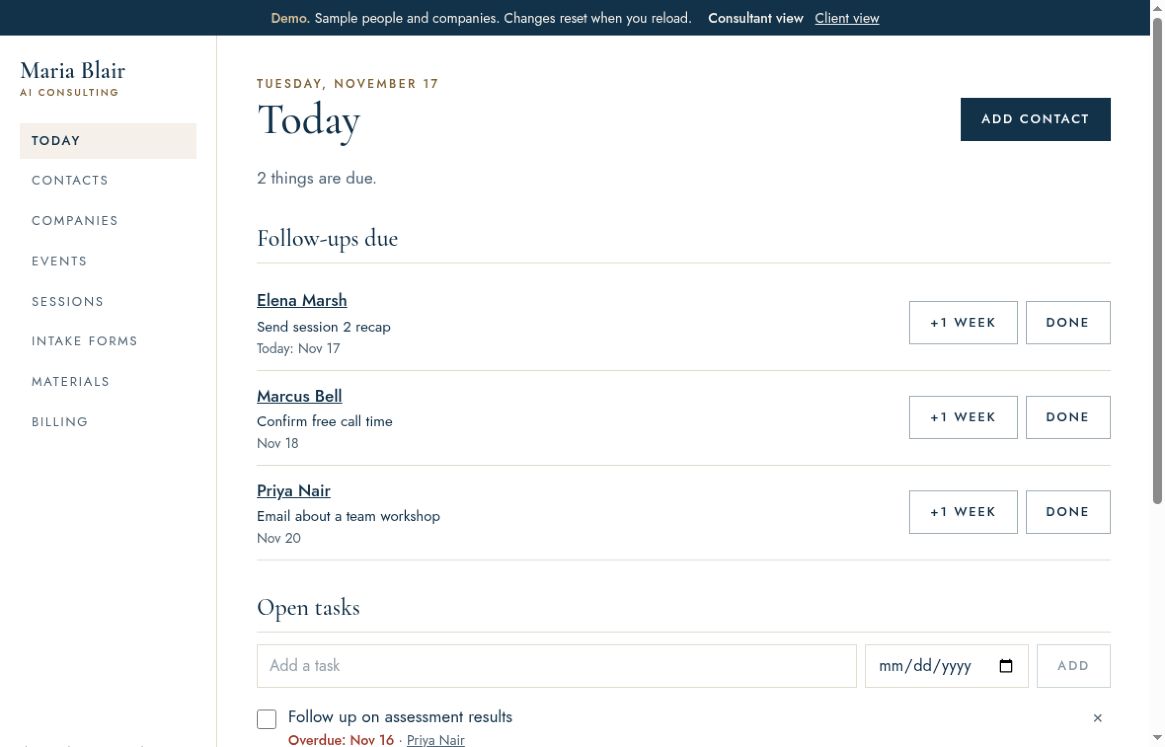 Demo. Sample people and companies. Changes reset when you reload. Consultant view Client view
Maria Blair
AI CONSULTING
TODAY
CONTACTS
COMPANIES
EVENTS
SESSIONS
INTAKE FORMS
MATERIALS
BILLING
TUESDAY, NOVEMBER 17
Today
ADD CONTACT
2 things are due.
Follow-ups due
Elena Marsh
Send session 2 recap
Today: Nov 17
+1 WEEK DONE
Marcus Bell
Confirm free call time
Nov 18
+1 WEEK DONE
Priya Nair
Email about a team workshop
Nov 20
+1 WEEK DONE
Open tasks
Add a task mm/dd/yyyy ADD
Follow up on assessment results ×
Overdue: Nov 16 · Priya Nair